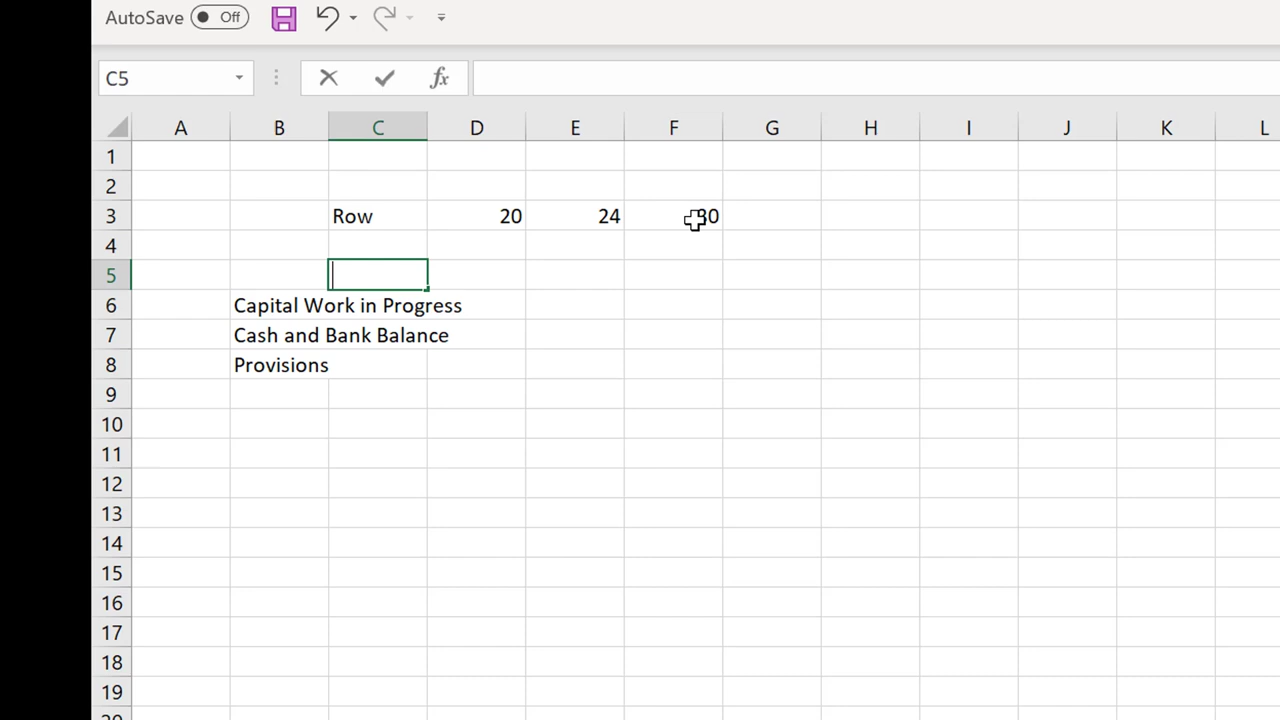 AutoSave Off
C5 fx
A B C D E F G H I J K L
1
2
3 Row 20 24
4
5
6 Capital Work in Progress
7 Cash and Bank Balance
8 Provisions
9
10
11
12
13
14
15
16
17
18
19